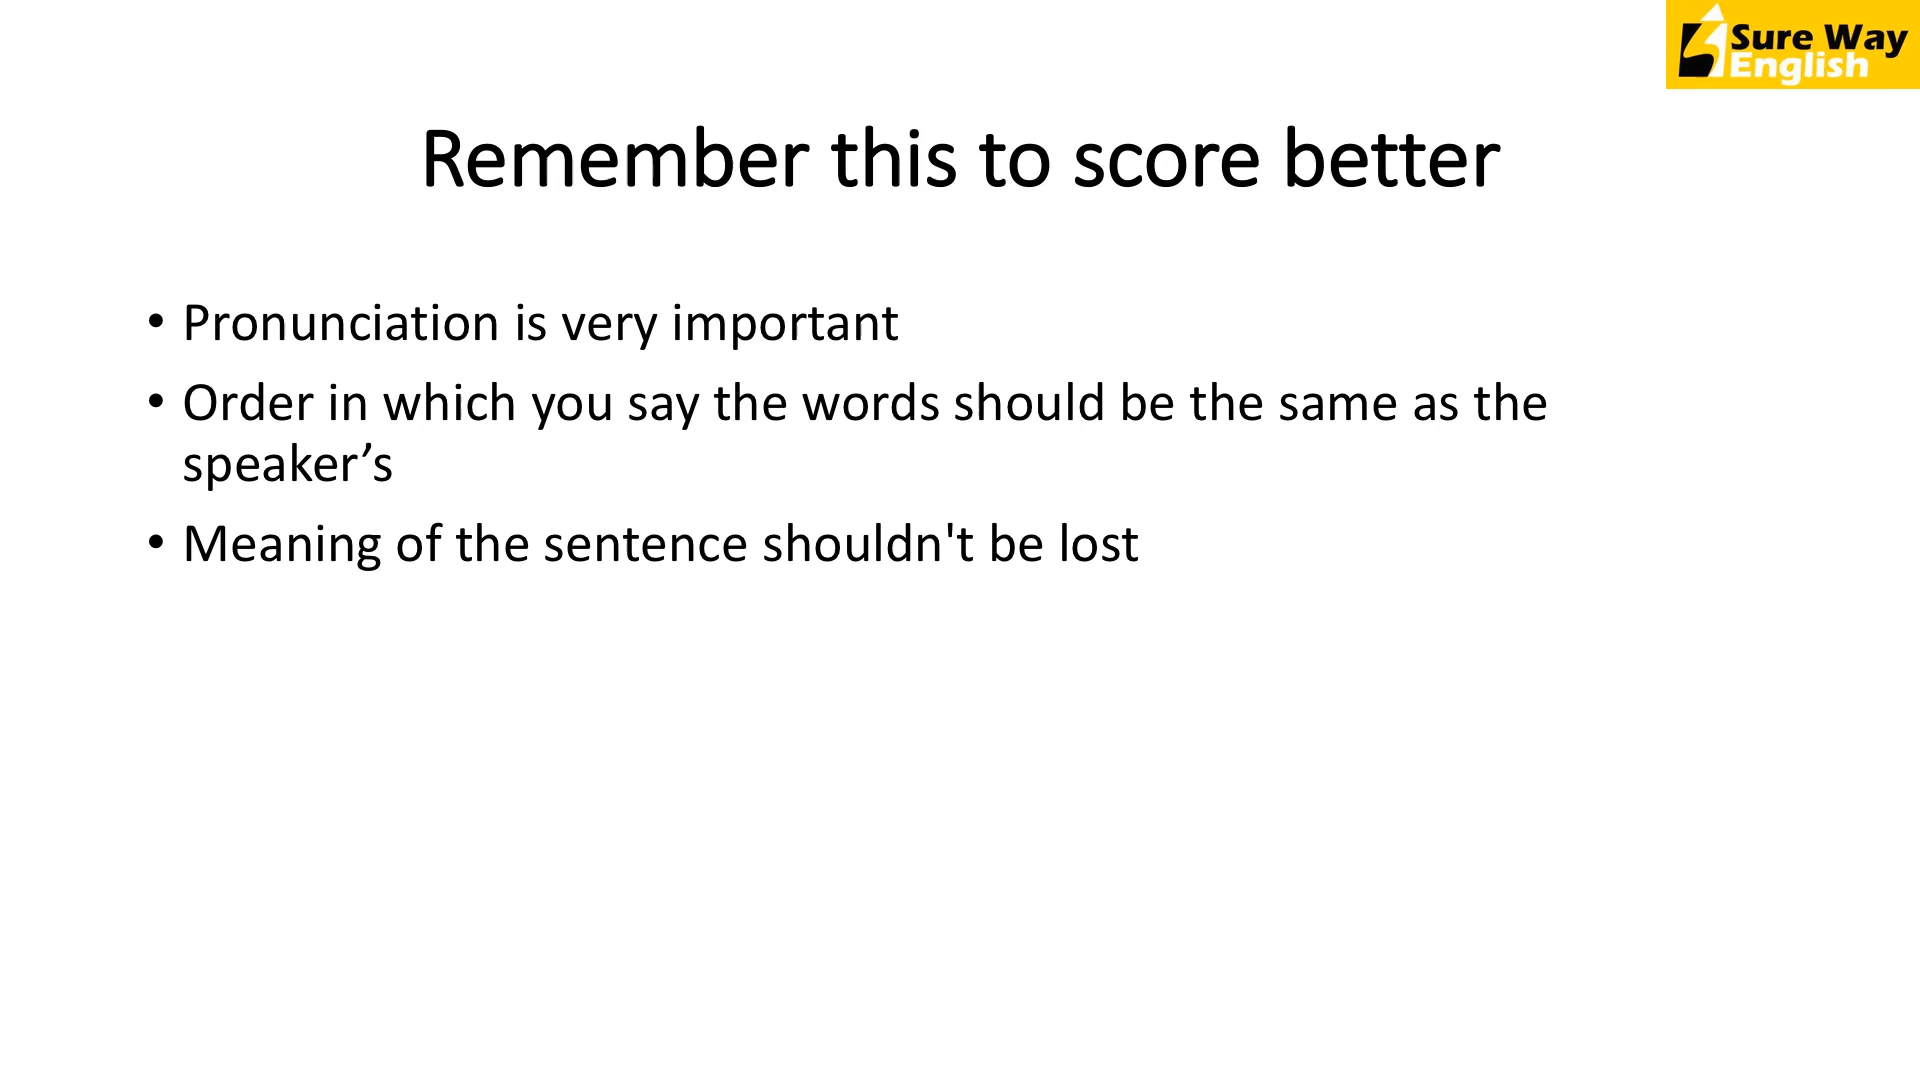 Sure Way
English
Remember this to score better
• Pronunciation is very important
• Order in which you say the words should be the same as the
speaker’s
• Meaning of the sentence shouldn't be lost